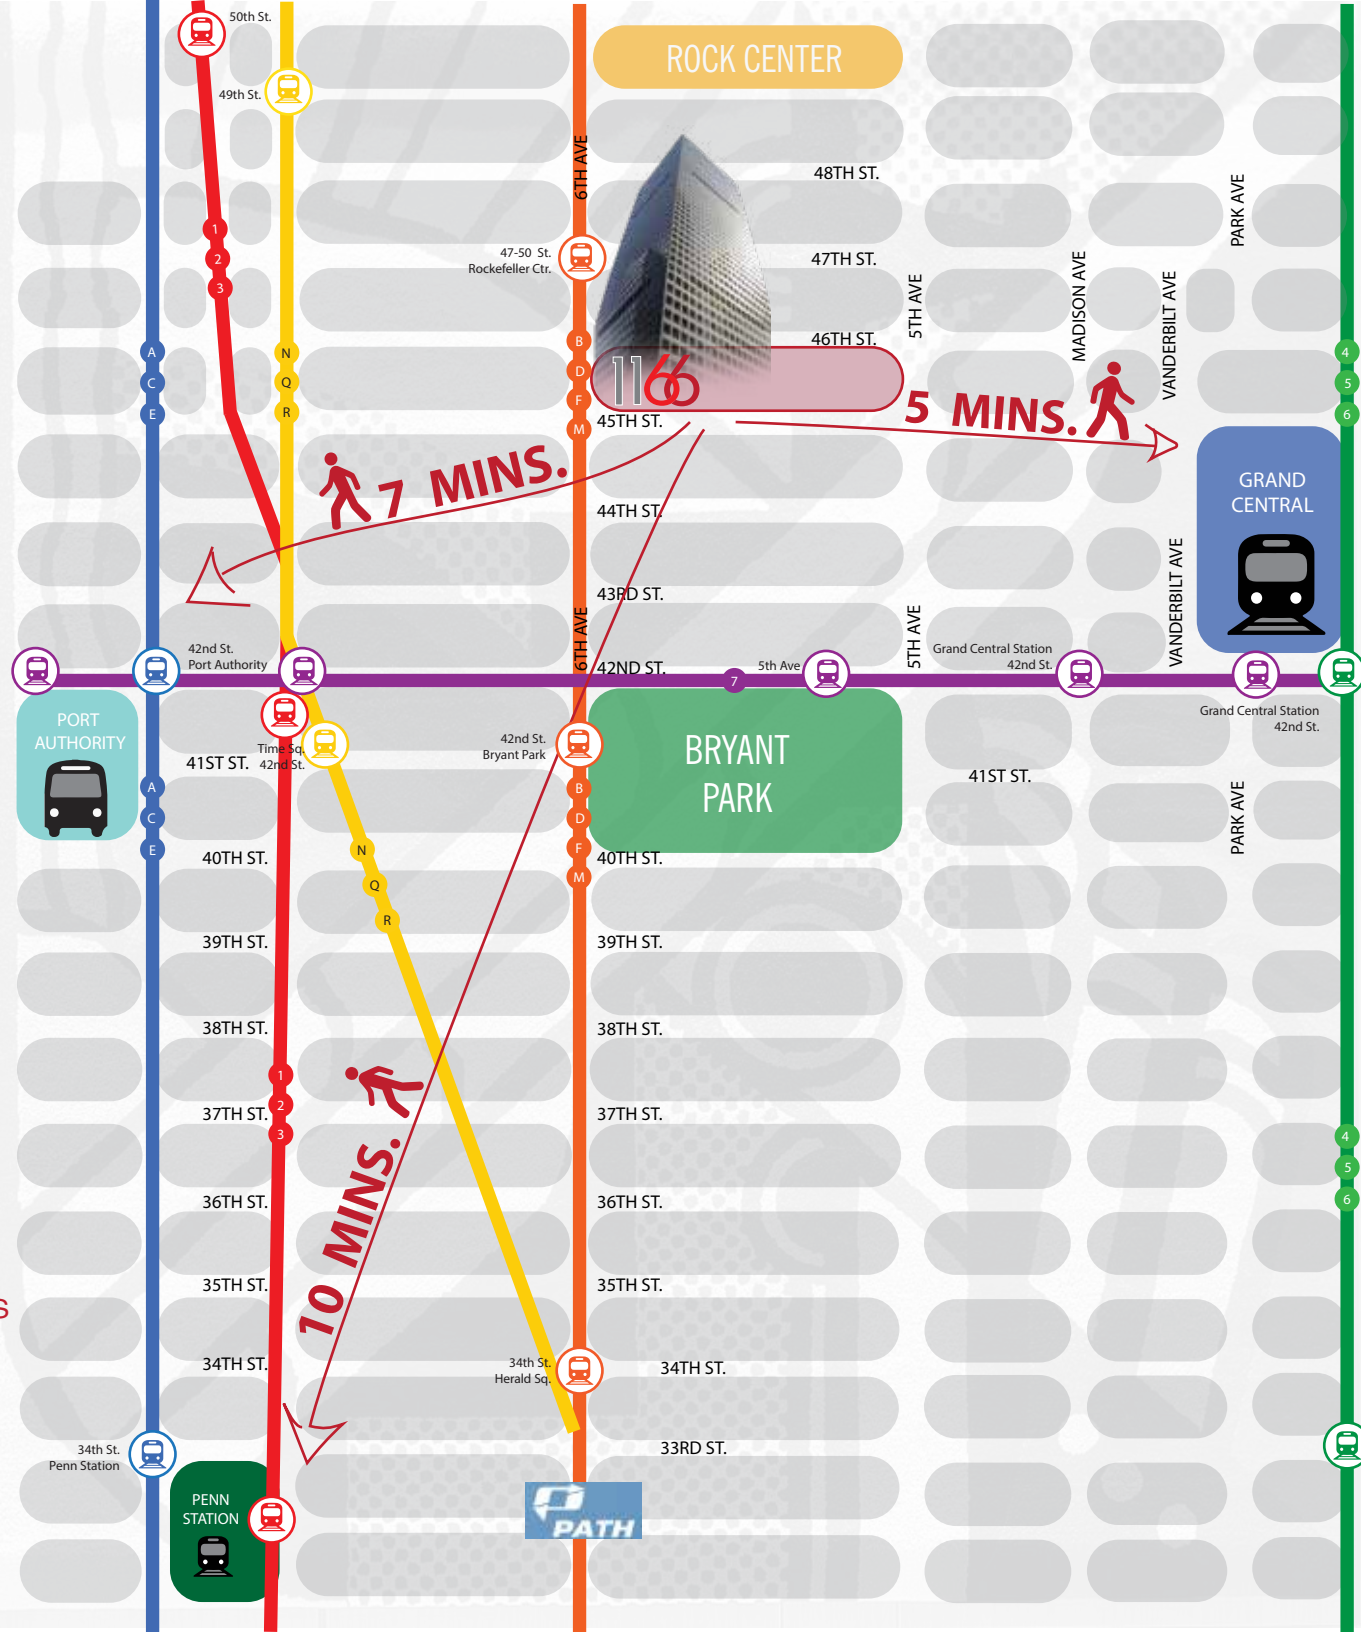 50th St.
ROCK CENTER
49th St.
6TH AVE
48TH ST.
PARK AVE
1
2
3
47-50 St.
Rockefeller Ctr.
47TH ST.
5TH AVE
MADISON AVE
VANDERBILT AVE
46TH ST.
A
C
E
N
Q
R
B
D
F
M
1166
4
5
6
45TH ST.
5 MINS.
7 MINS.
44TH ST.
GRAND
CENTRAL
43RD ST.
6TH AVE
5TH AVE
VANDERBILT AVE
42nd St.
Port Authority
42ND ST.
5th Ave
7
Grand Central Station
42nd St.
Grand Central Station
42nd St.
PORT
AUTHORITY
Time Sq.
42nd St.
41ST ST.
42nd St.
Bryant Park
BRYANT
PARK
41ST ST.
PARK AVE
A
C
E
B
D
F
M
N
Q
R
40TH ST.
40TH ST.
39TH ST.
39TH ST.
38TH ST.
38TH ST.
1
2
3
37TH ST.
37TH ST.
4
5
6
10 MINS.
36TH ST.
36TH ST.
35TH ST.
35TH ST.
S
34TH ST.
34th St.
Herald Sq.
34TH ST.
34th St.
Penn Station
33RD ST.
PENN
STATION
PATH